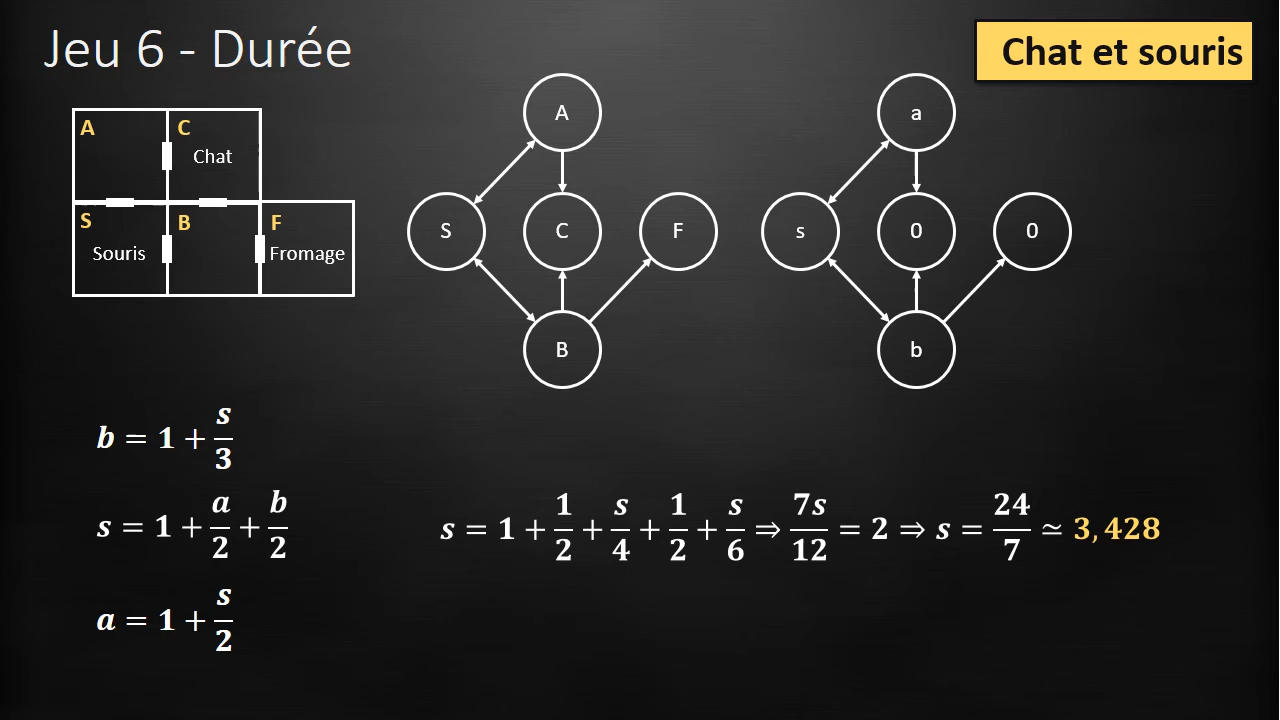 Jeu 6 - Durée
Chat et souris
A C
Chat
S B F
Souris Fromage
A
S C F
B
a
s 0 0
b
b = 1 + s/3
s = 1 + a/2 + b/2
a = 1 + s/2
s = 1 + 1/2 + s/4 + 1/2 + s/6 ⇒ 7s/12 = 2 ⇒ s = 24/7 ≃ 3,428